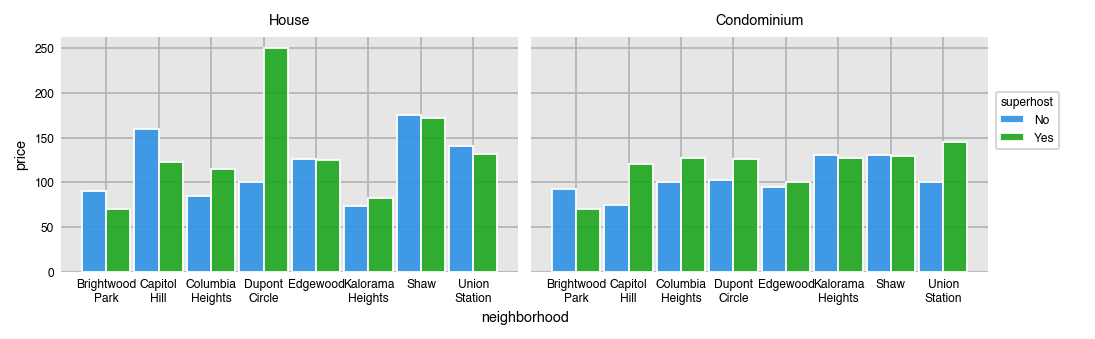 House
Condominium
price
250
200
150
100
50
0
Brightwood
Park
Capitol
Hill
Columbia
Heights
Dupont
Circle
Edgewood
Kalorama
Heights
Shaw
Union
Station
Brightwood
Park
Capitol
Hill
Columbia
Heights
Dupont
Circle
Edgewood
Kalorama
Heights
Shaw
Union
Station
neighborhood
superhost
No
Yes